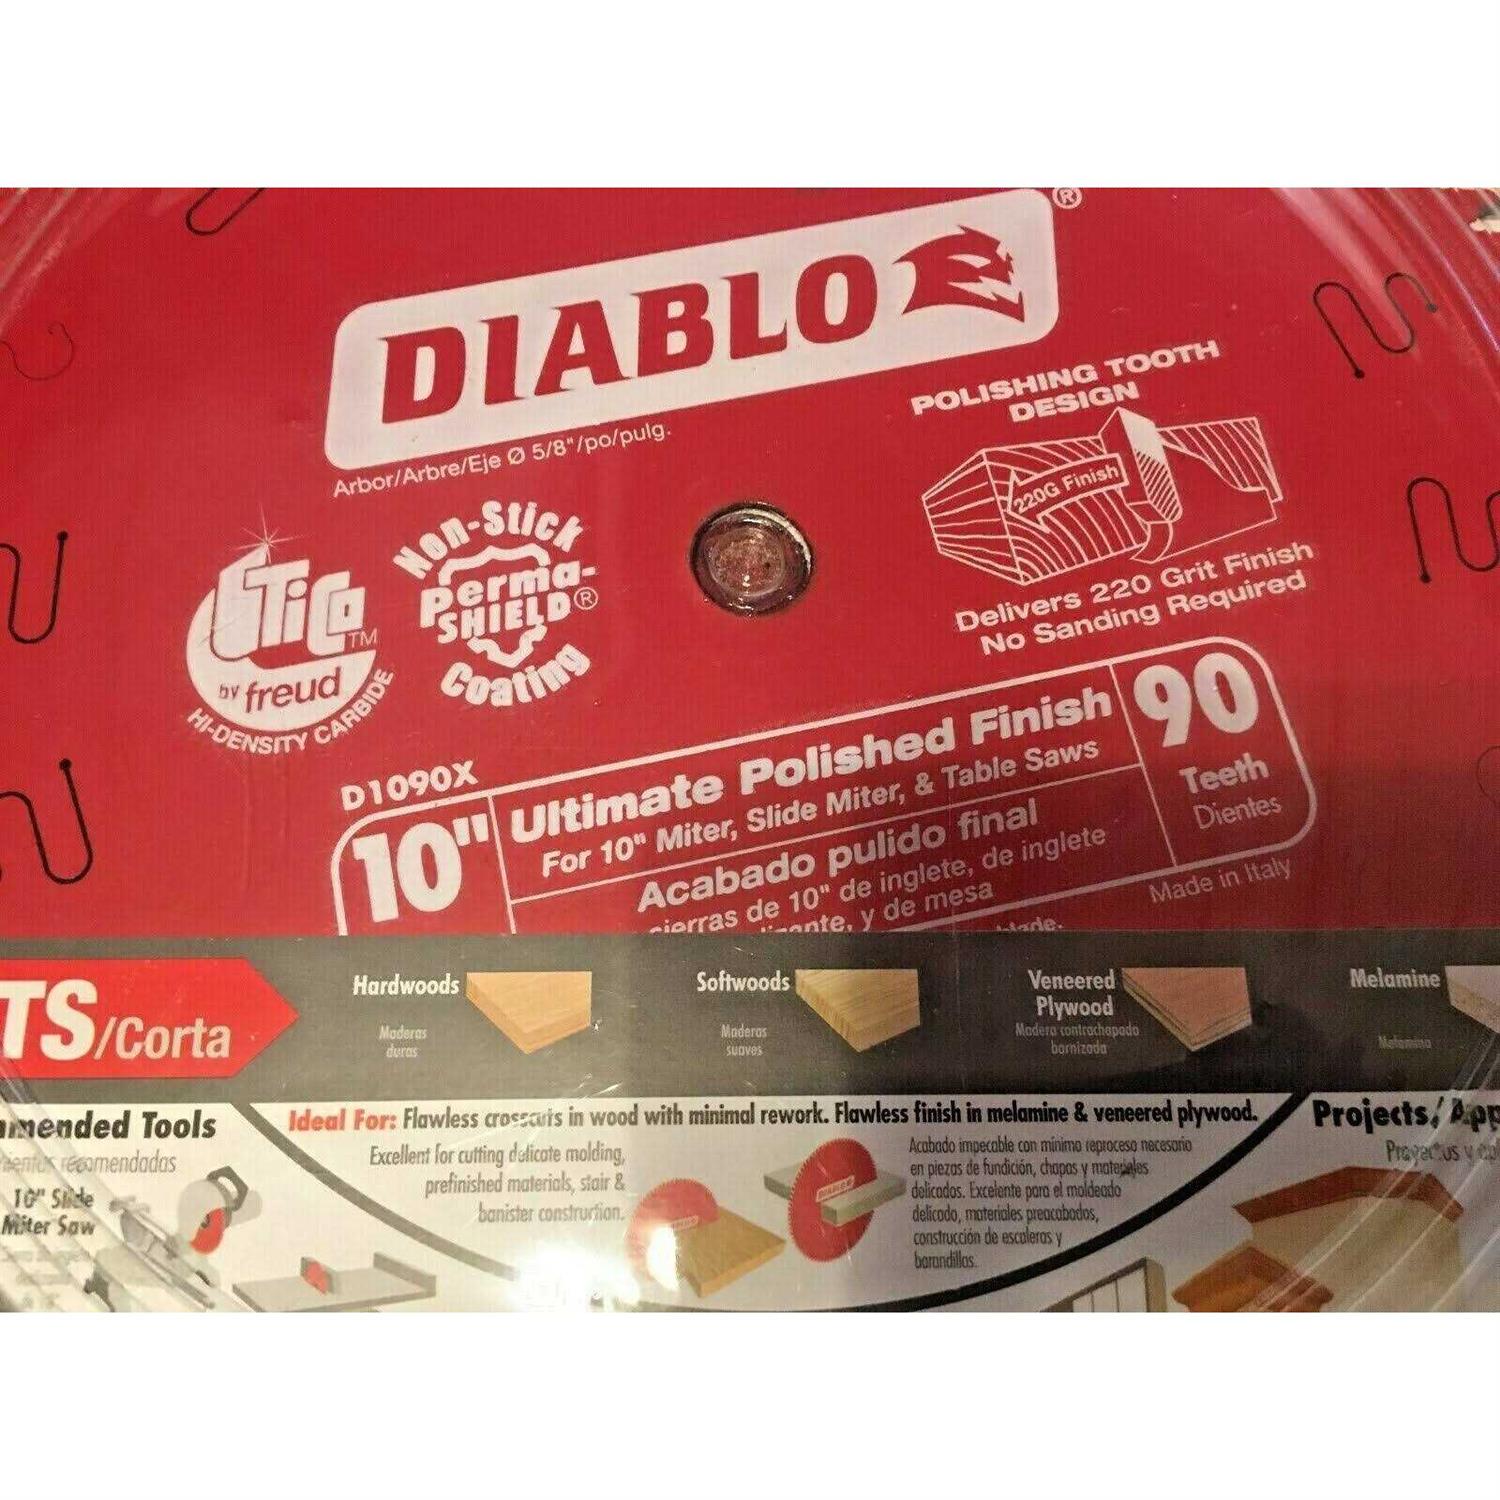 DIABLO®
Arbor/Arbre/Eje Ø 5/8"/po/pulg.
POLISHING TOOTH
DESIGN
220G Finish
Delivers 220 Grit Finish
No Sanding Required
TiCo™
by freud
HI-DENSITY CARBIDE
Non-Stick
Perma-
SHIELD®
Coating
D1090X
10"
Ultimate Polished Finish
For 10" Miter, Slide Miter, & Table Saws
Acabado pulido final
sierras de 10" de inglete, de inglete
y de mesa
90
Teeth
Dientes
Made in Italy
TS/Corta
Hardwoods
Maderas
duras
Softwoods
Maderas
suaves
Veneered
Plywood
Madera contrachapada
barnizada
Melamine
Melamina
mended Tools
recomendadas
10" Slide
Miter Saw
Ideal For: Flawless crosscuts in wood with minimal rework. Flawless finish in melamine & veneered plywood.
Excellent for cutting delicate molding,
prefinished materials, stair &
banister construction.
DIABLO
Acabado impecable con mínimo reproceso necesario
en piezas de fundición, chapas y materiales
delicados. Excelente para el moldeado
delicado, materiales preacabados,
construcción de escaleras y
barandillas.
Projects/ App
Proyectos y apl